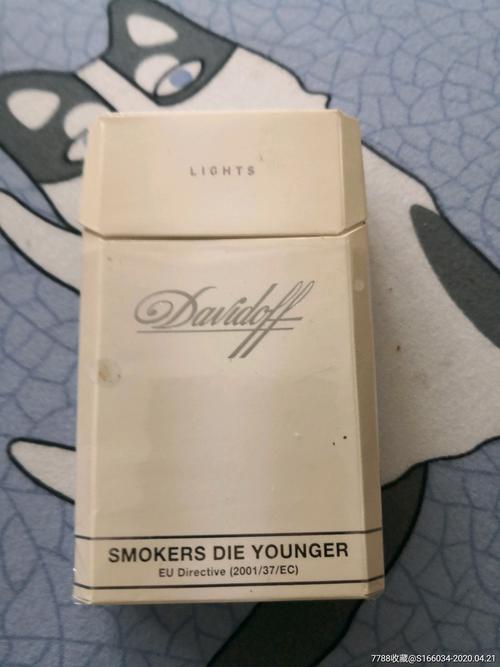 LIGHTS
Davidoff
SMOKERS DIE YOUNGER
EU Directive (2001/37/EC)
7788收藏@S166034-2020.04.21